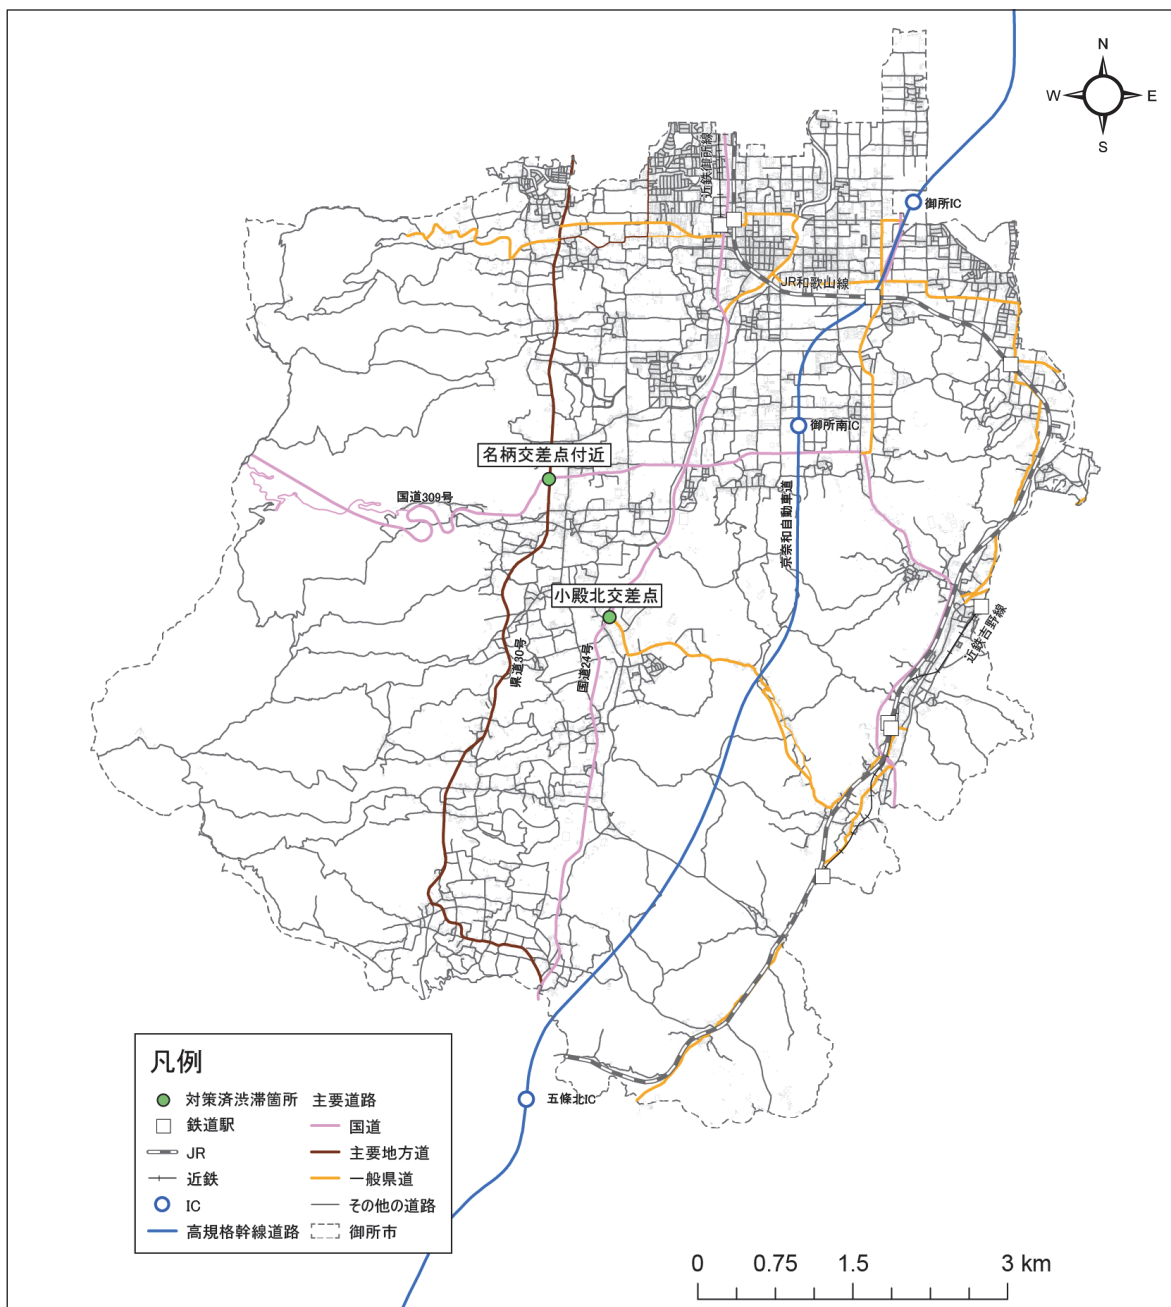 N
W E
S
近鉄御所線
御所IC
JR和歌山線
御所南IC
名柄交差点付近
国道309号
京奈和自動車道
小殿北交差点
近鉄吉野線
県道30号
国道24号
五條北IC
凡例
対策済渋滞箇所 主要道路
鉄道駅 国道
JR 主要地方道
近鉄 一般県道
IC その他の道路
高規格幹線道路 御所市
0 0.75 1.5 3 km